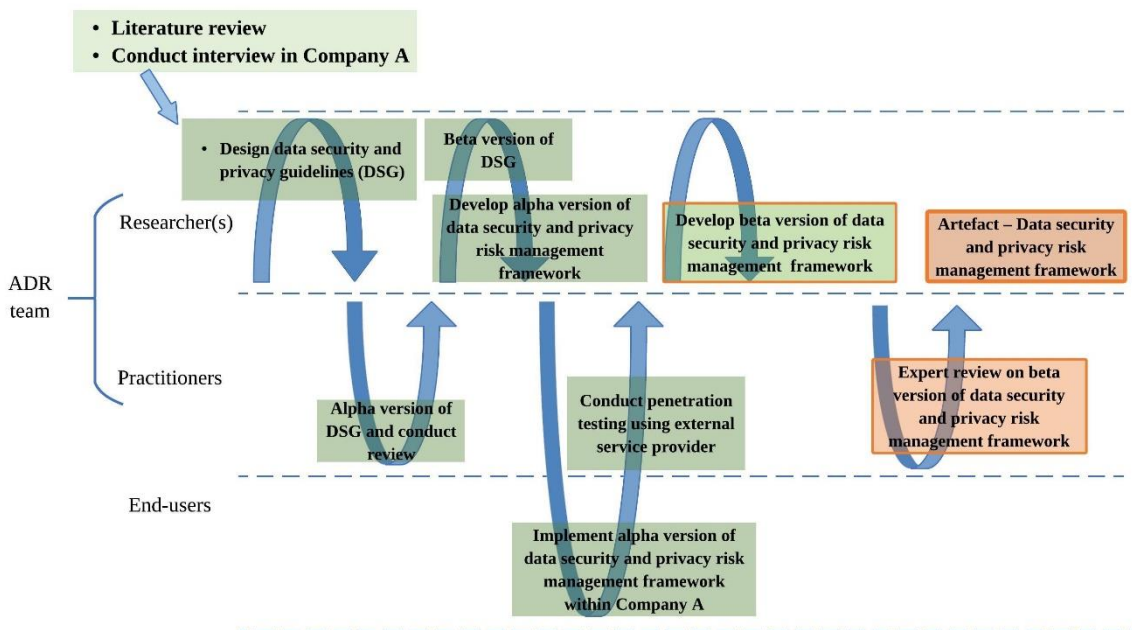 • Literature review
• Conduct interview in Company A
• Design data security and
privacy guidelines (DSG)
Beta version of
DSG
Researcher(s)
Develop alpha version of
data security and privacy
risk management
framework
Develop beta version of data
security and privacy risk
management framework
Artefact – Data security
and privacy risk
management framework
ADR
team
Practitioners
Alpha version of
DSG and conduct
review
Conduct penetration
testing using external
service provider
Expert review on beta
version of data security
and privacy risk
management framework
End-users
Implement alpha version of
data security and privacy risk
management framework
within Company A